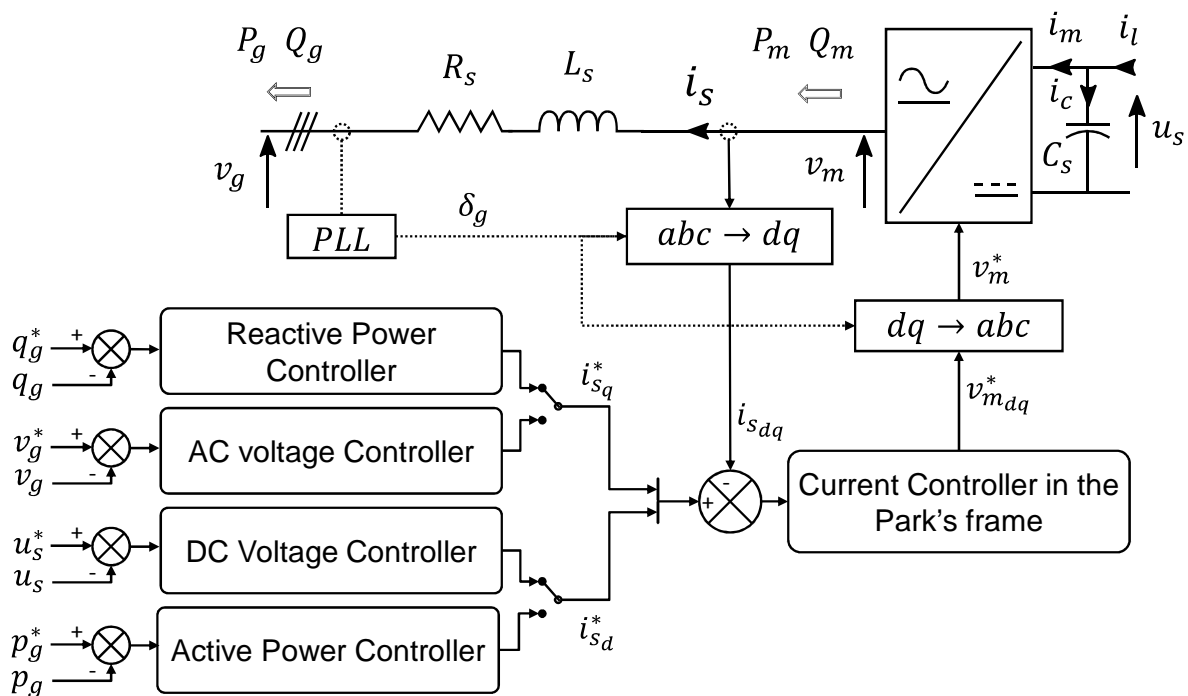 P_g Q_g
R_s
L_s
i_s
P_m Q_m
i_m
i_l
i_c
C_s
u_s
v_g
v_m
PLL
δ_g
abc → dq
v_m^*
dq → abc
v_{m_{dq}}^*
q_g^*
+
q_g
-
Reactive Power
Controller
i_{s_q}^*
v_g^*
+
v_g
-
AC voltage Controller
i_{s_{dq}}
-
+
Current Controller in the
Park's frame
u_s^*
+
u_s
-
DC Voltage Controller
i_{s_d}^*
p_g^*
+
p_g
-
Active Power Controller